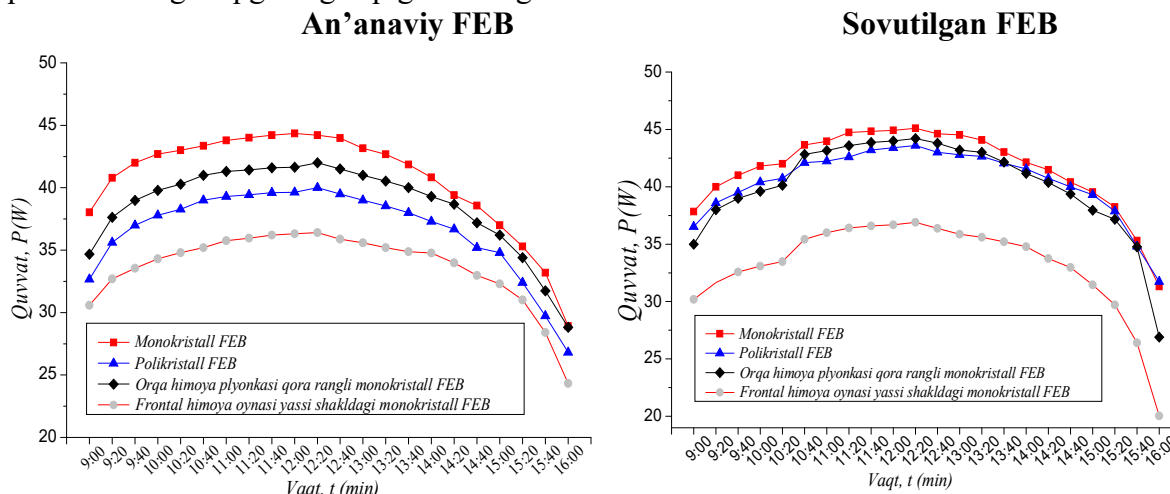 An'anaviy FEB
Sovutilgan FEB
50
45
40
35
30
25
20
Quvvat, P (W)
Monokristall FEB
Polikristall FEB
Orqa himoya plyonkasi qora rangli monokristall FEB
Frontal himoya oynasi yassi shakldagi monokristall FEB
9:00 9:20 9:40 10:00 10:20 10:40 11:00 11:20 11:40 12:00 12:20 12:40 13:00 13:20 13:40 14:00 14:20 14:40 15:00 15:20 15:40 16:00
Vaqt, t (min)
50
45
40
35
30
25
20
Quvvat, P (W)
Monokristall FEB
Polikristall FEB
Orqa himoya plyonkasi qora rangli monokristall FEB
Frontal himoya oynasi yassi shakldagi monokristall FEB
9:00 9:20 9:40 10:00 10:20 10:40 11:00 11:20 11:40 12:00 12:20 12:40 13:00 13:20 13:40 14:00 14:20 14:40 15:00 15:20 15:40 16:00
Vaqt, t (min)